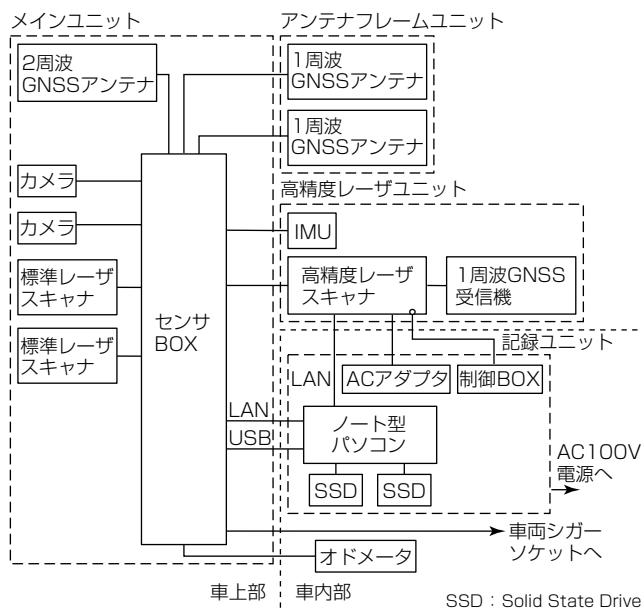 メインユニット
2周波
GNSSアンテナ
カメラ
カメラ
標準レーザ
スキャナ
標準レーザ
スキャナ
センサ
BOX
アンテナフレームユニット
1周波
GNSSアンテナ
1周波
GNSSアンテナ
高精度レーザユニット
IMU
高精度レーザ
スキャナ
1周波GNSS
受信機
記録ユニット
LAN
ACアダプタ
制御BOX
LAN
USB
ノート型
パソコン
SSD
SSD
AC100V
電源へ
車両シガー
ソケットへ
オドメータ
車上部
車内部
SSD：Solid State Drive